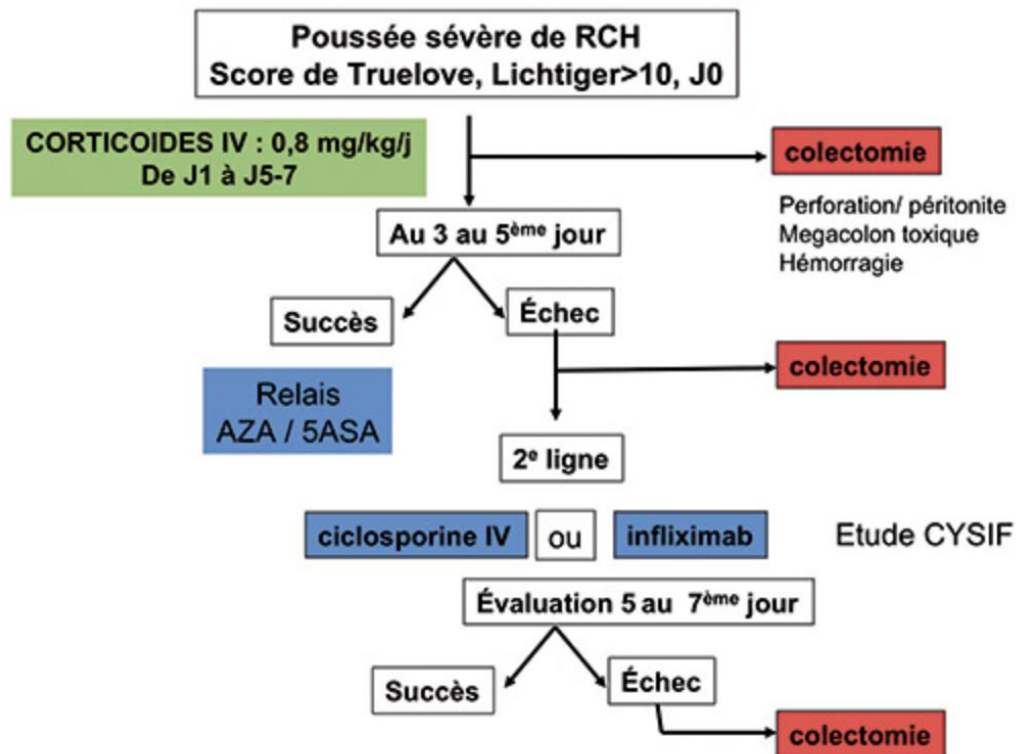 Poussée sévère de RCH
Score de Truelove, Lichtiger>10, J0
CORTICOIDES IV : 0,8 mg/kg/j
De J1 à J5-7
colectomie
Perforation/ péritonite
Megacolon toxique
Hémorragie
Au 3 au 5ème jour
Succès
Échec
colectomie
Relais
AZA / 5ASA
2e ligne
ciclosporine IV
ou
infliximab
Etude CYSIF
Évaluation 5 au 7ème jour
Succès
Échec
colectomie